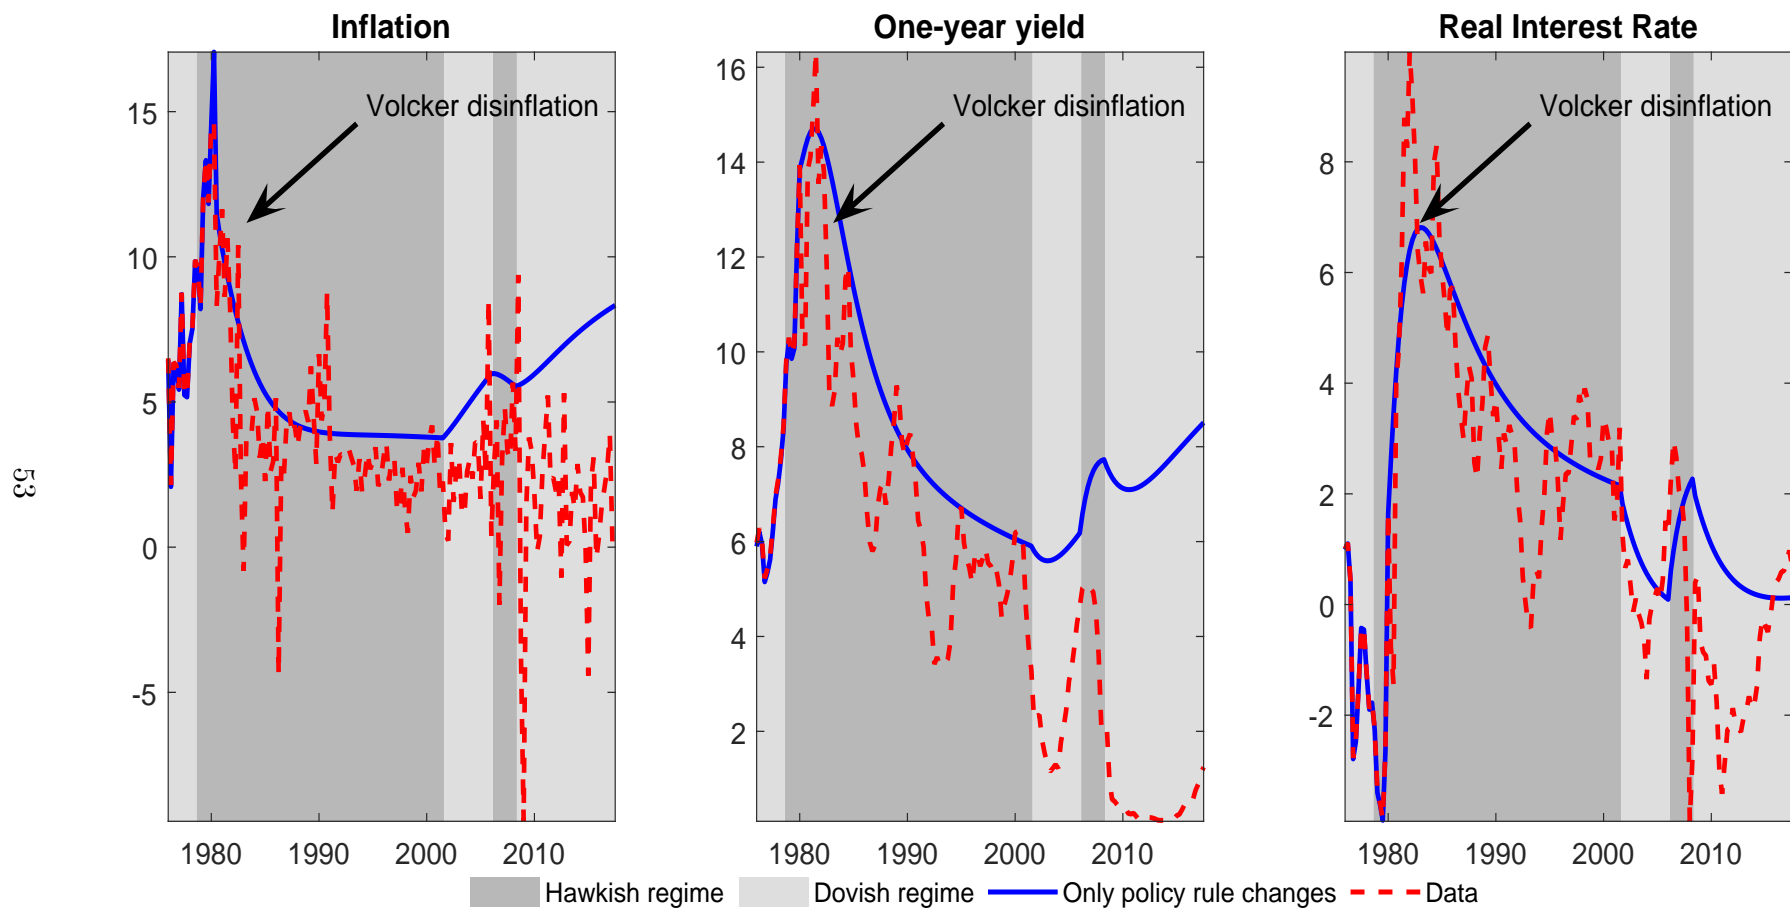 Inflation
One-year yield
Real Interest Rate
Volcker disinflation
15
10
5
0
-5
1980 1990 2000 2010
Volcker disinflation
16
14
12
10
8
6
4
2
1980 1990 2000 2010
Volcker disinflation
8
6
4
2
0
-2
1980 1990 2000 2010
Hawkish regime Dovish regime Only policy rule changes Data
53